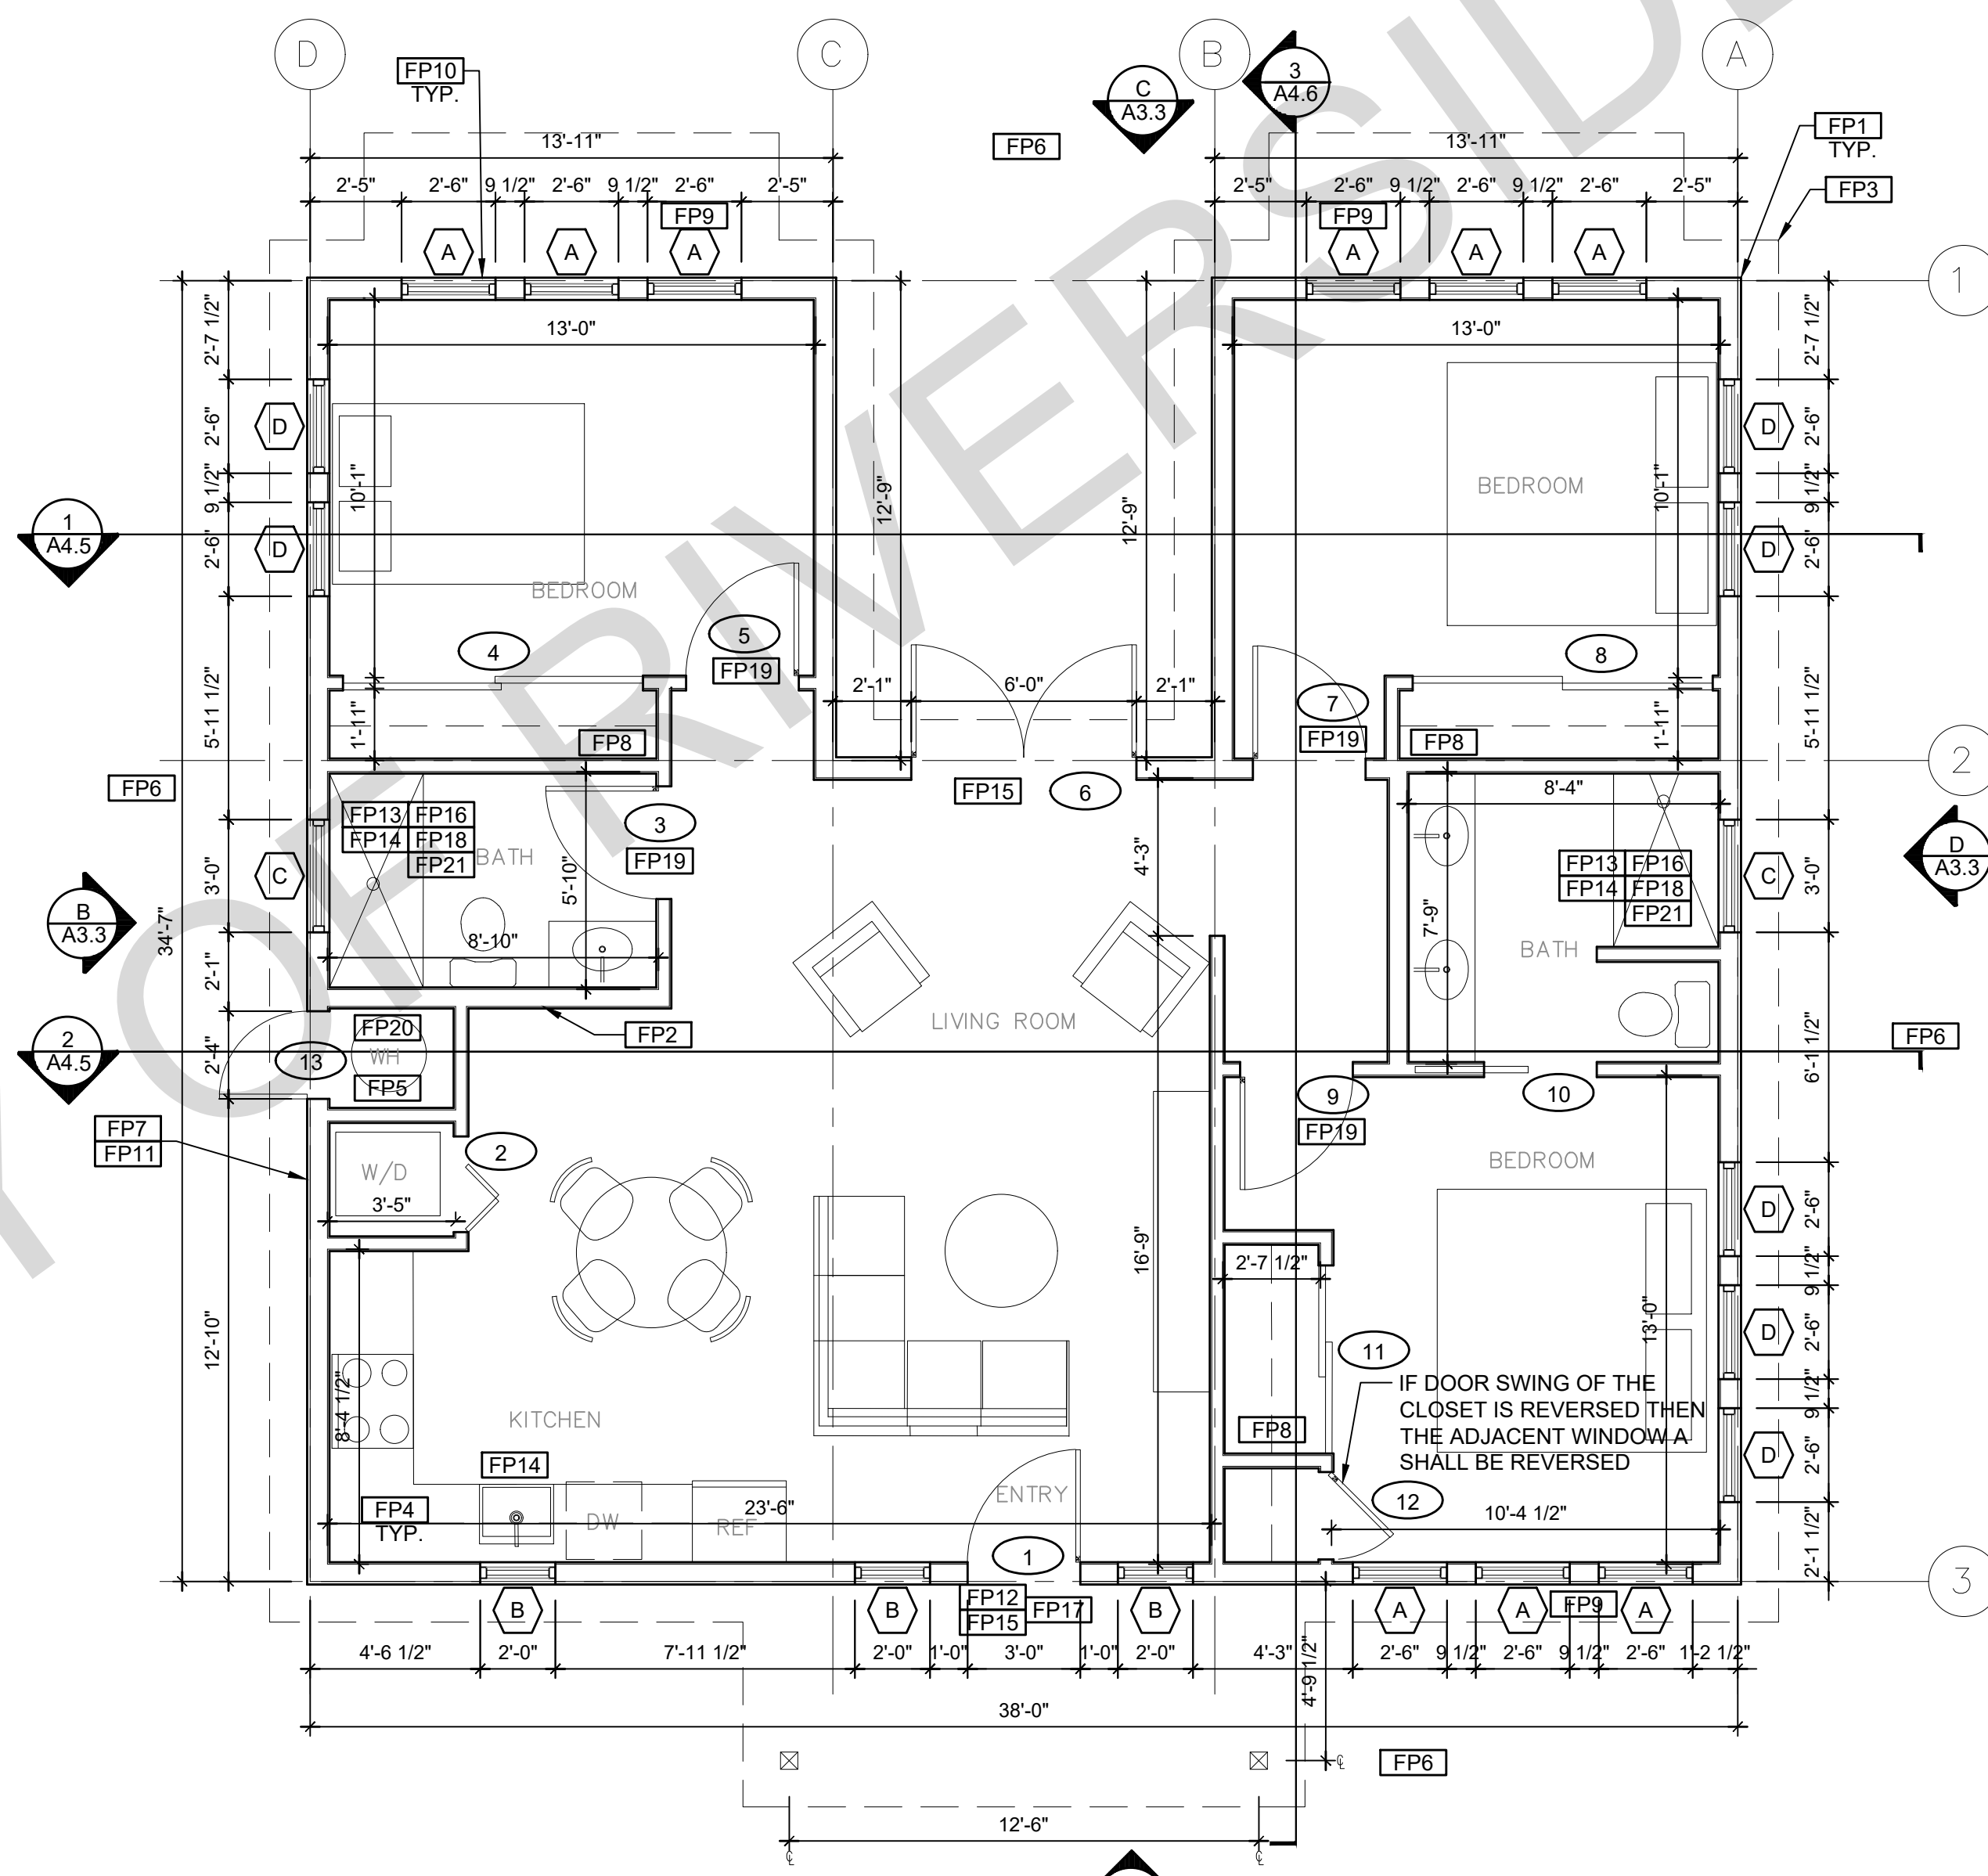 D
C
B
A
3
A4.6
C
A3.3
FP10
TYP.
FP1
TYP.
FP3
FP6
13'-11"
13'-11"
2'-5" 2'-6" 9 1/2" 2'-6" 9 1/2" 2'-6" 2'-5"
2'-5" 2'-6" 9 1/2" 2'-6" 9 1/2" 2'-6" 2'-5"
FP9
FP9
A A A
A A A
1
2
3
13'-0"
13'-0"
2'-7 1/2"
2'-6"
9 1/2"
2'-6"
5'-11 1/2"
3'-0"
2'-1"
2'-4"
12'-10"
34'-7"
D
D
C
10'-1"
BEDROOM
12'-9"
12'-9"
BEDROOM
10'-1"
D
D
C
2'-7 1/2"
2'-6"
9 1/2"
2'-6"
5'-11 1/2"
3'-0"
6'-1 1/2"
2'-6"
9 1/2"
2'-6"
9 1/2"
2'-6"
2'-1 1/2"
1
A4.5
4
5
FP19
8
2'-1" 6'-0" 2'-1"
7
FP19
1'-11"
FP8
FP8
1'-11"
FP6
FP15
6
FP13 FP16
FP14 FP18
FP21
BATH
3
FP19
5'-10"
8'-10"
4'-3"
8'-4"
FP13 FP16
FP14 FP18
FP21
BATH
7'-9"
D
A3.3
B
A3.3
LIVING ROOM
FP2
FP20
WH
FP5
13
2
A4.5
FP6
FP7
FP11
2
W/D
3'-5"
9
FP19
10
BEDROOM
D
D
D
16'-9"
2'-7 1/2"
13'-0"
11
IF DOOR SWING OF THE
CLOSET IS REVERSED THEN
THE ADJACENT WINDOW A
SHALL BE REVERSED
FP8
8'-4 1/2"
KITCHEN
FP14
FP4
TYP.
DW
REF
23'-6"
ENTRY
12
10'-4 1/2"
1
FP12
FP15
FP17
B
B
B
A A FP9 A
4'-6 1/2" 2'-0" 7'-11 1/2" 2'-0" 1'-0" 3'-0" 1'-0" 2'-0" 4'-3" 2'-6" 9 1/2" 2'-6" 9 1/2" 2'-6" 1'-2 1/2"
4'-9 1/2"
38'-0"
FP6
12'-6"
OF RIVERSIDE